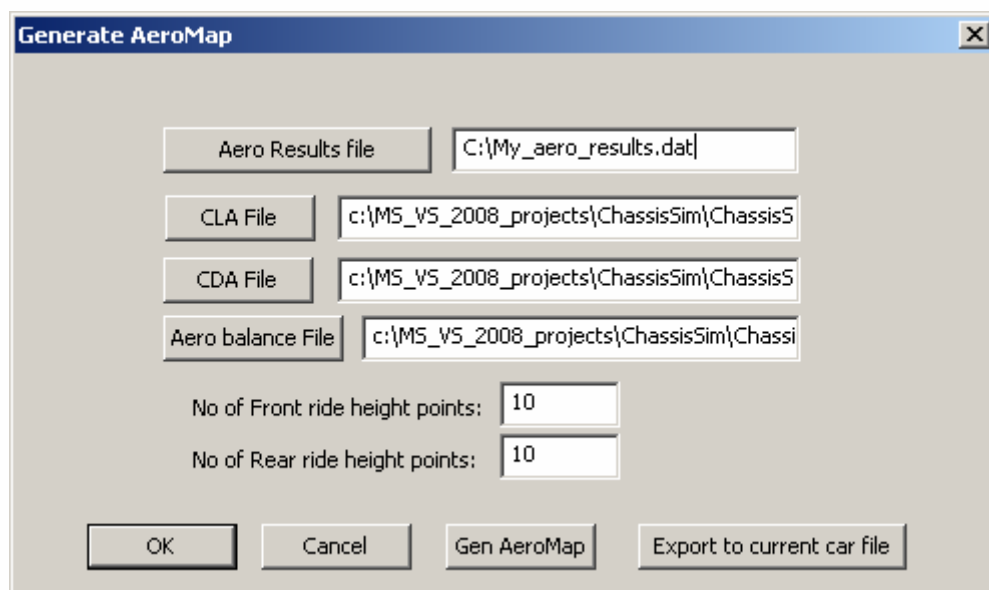 Generate AeroMap
Aero Results file C:\My_aero_results.dat
CLA File c:\MS_VS_2008_projects\ChassisSim\ChassisS
CDA File c:\MS_VS_2008_projects\ChassisSim\ChassisS
Aero balance File c:\MS_VS_2008_projects\ChassisSim\Chassi
No of Front ride height points: 10
No of Rear ride height points: 10
OK Cancel Gen AeroMap Export to current car file